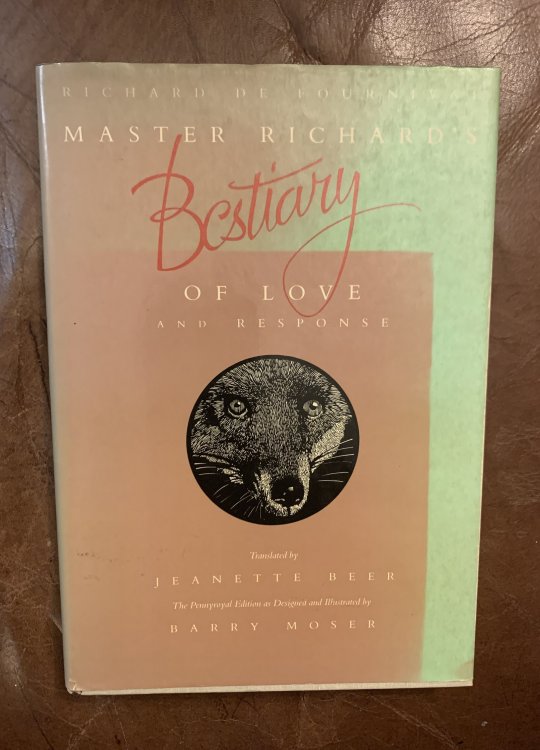 RICHARD DE FOURNIVAL
MASTER RICHARD'S
Bestiary
OF LOVE
AND RESPONSE
Translated by
JEANETTE BEER
The Pennyroyal Edition as Designed and Illustrated by
BARRY MOSER